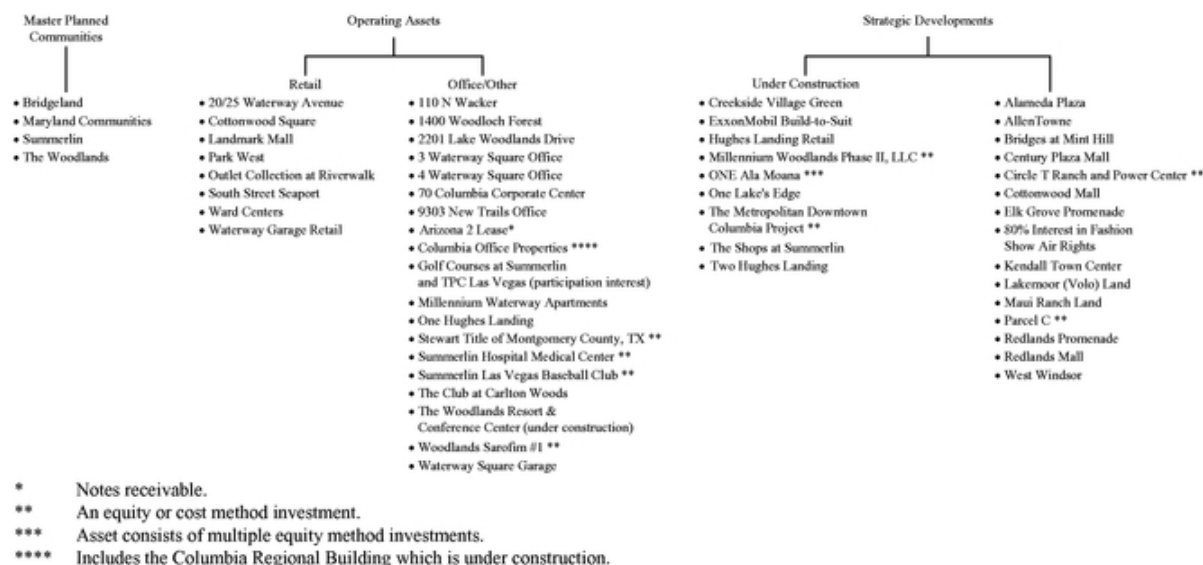 Master Planned
Communities
• Bridgeland
• Maryland Communities
• Summerlin
• The Woodlands
Operating Assets
Retail
• 20/25 Waterway Avenue
• Cottonwood Square
• Landmark Mall
• Park West
• Outlet Collection at Riverwalk
• South Street Seaport
• Ward Centers
• Waterway Garage Retail
Office/Other
• 110 N Wacker
• 1400 Woodloch Forest
• 2201 Lake Woodlands Drive
• 3 Waterway Square Office
• 4 Waterway Square Office
• 70 Columbia Corporate Center
• 9303 New Trails Office
• Arizona 2 Lease*
• Columbia Office Properties ****
• Golf Courses at Summerlin
and TPC Las Vegas (participation interest)
• Millennium Waterway Apartments
• One Hughes Landing
• Stewart Title of Montgomery County, TX **
• Summerlin Hospital Medical Center **
• Summerlin Las Vegas Baseball Club **
• The Club at Carlton Woods
• The Woodlands Resort &
Conference Center (under construction)
• Woodlands Sarofim #1 **
• Waterway Square Garage
Strategic Developments
Under Construction
• Creekside Village Green
• ExxonMobil Build-to-Suit
• Hughes Landing Retail
• Millennium Woodlands Phase II, LLC **
• ONE Ala Moana ***
• One Lake's Edge
• The Metropolitan Downtown
Columbia Project **
• The Shops at Summerlin
• Two Hughes Landing
• Alameda Plaza
• AllenTowne
• Bridges at Mint Hill
• Century Plaza Mall
• Circle T Ranch and Power Center **
• Cottonwood Mall
• Elk Grove Promenade
• 80% Interest in Fashion
Show Air Rights
• Kendall Town Center
• Lakemoor (Volo) Land
• Maui Ranch Land
• Parcel C **
• Redlands Promenade
• Redlands Mall
• West Windsor
* Notes receivable.
** An equity or cost method investment.
*** Asset consists of multiple equity method investments.
**** Includes the Columbia Regional Building which is under construction.